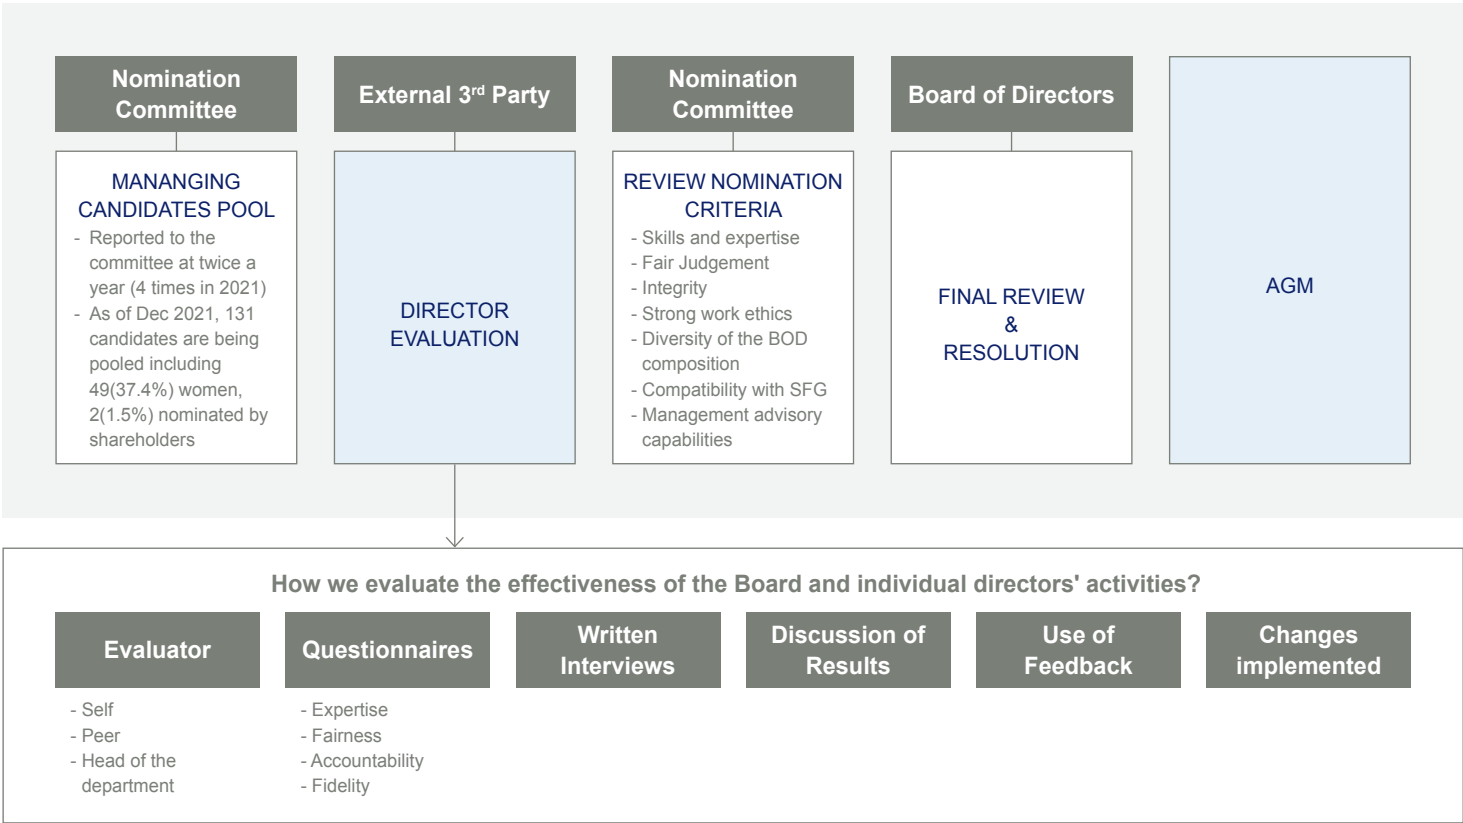 Nomination
Committee
MANANGING
CANDIDATES POOL
- Reported to the
committee at twice a
year (4 times in 2021)
- As of Dec 2021, 131
candidates are being
pooled including
49(37.4%) women,
2(1.5%) nominated by
shareholders
External 3rd Party
DIRECTOR
EVALUATION
Nomination
Committee
REVIEW NOMINATION
CRITERIA
- Skills and expertise
- Fair Judgement
- Integrity
- Strong work ethics
- Diversity of the BOD
composition
- Compatibility with SFG
- Management advisory
capabilities
Board of Directors
FINAL REVIEW
&
RESOLUTION
AGM
How we evaluate the effectiveness of the Board and individual directors' activities?
Evaluator
- Self
- Peer
- Head of the
department
Questionnaires
- Expertise
- Fairness
- Accountability
- Fidelity
Written
Interviews
Discussion of
Results
Use of
Feedback
Changes
implemented